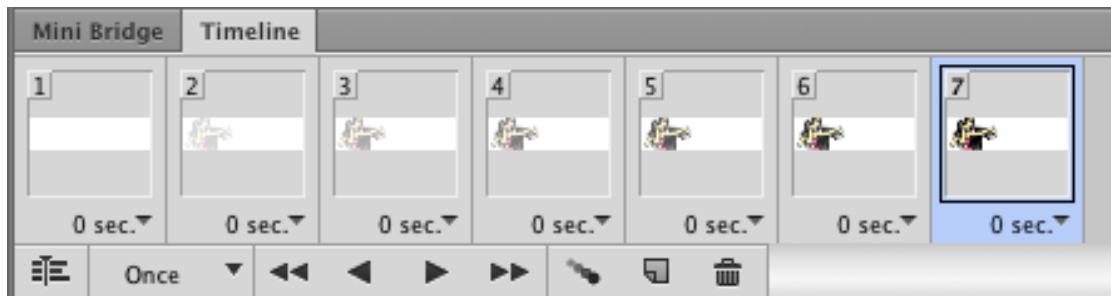 Mini Bridge Timeline
1 2 3 4 5 6 7
0 sec. 0 sec. 0 sec. 0 sec. 0 sec. 0 sec. 0 sec.
Once